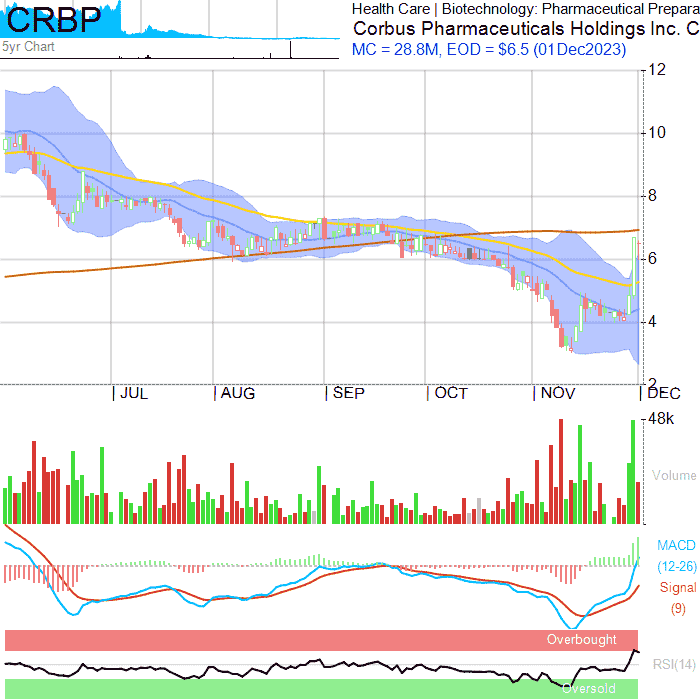 CRBP
5yr Chart
Health Care | Biotechnology: Pharmaceutical Prepara
Corbus Pharmaceuticals Holdings Inc. C
MC = 28.8M, EOD = $6.5 (01Dec2023)
12
10
8
6
4
2
JUL AUG SEP OCT NOV DEC
48k
Volume
MACD
(12-26)
Signal
(9)
Overbought
RSI(14)
Oversold